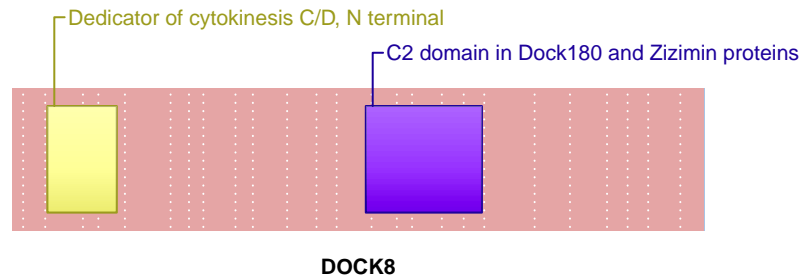 Dedicator of cytokinesis C/D, N terminal
C2 domain in Dock180 and Zizimin proteins
DOCK8